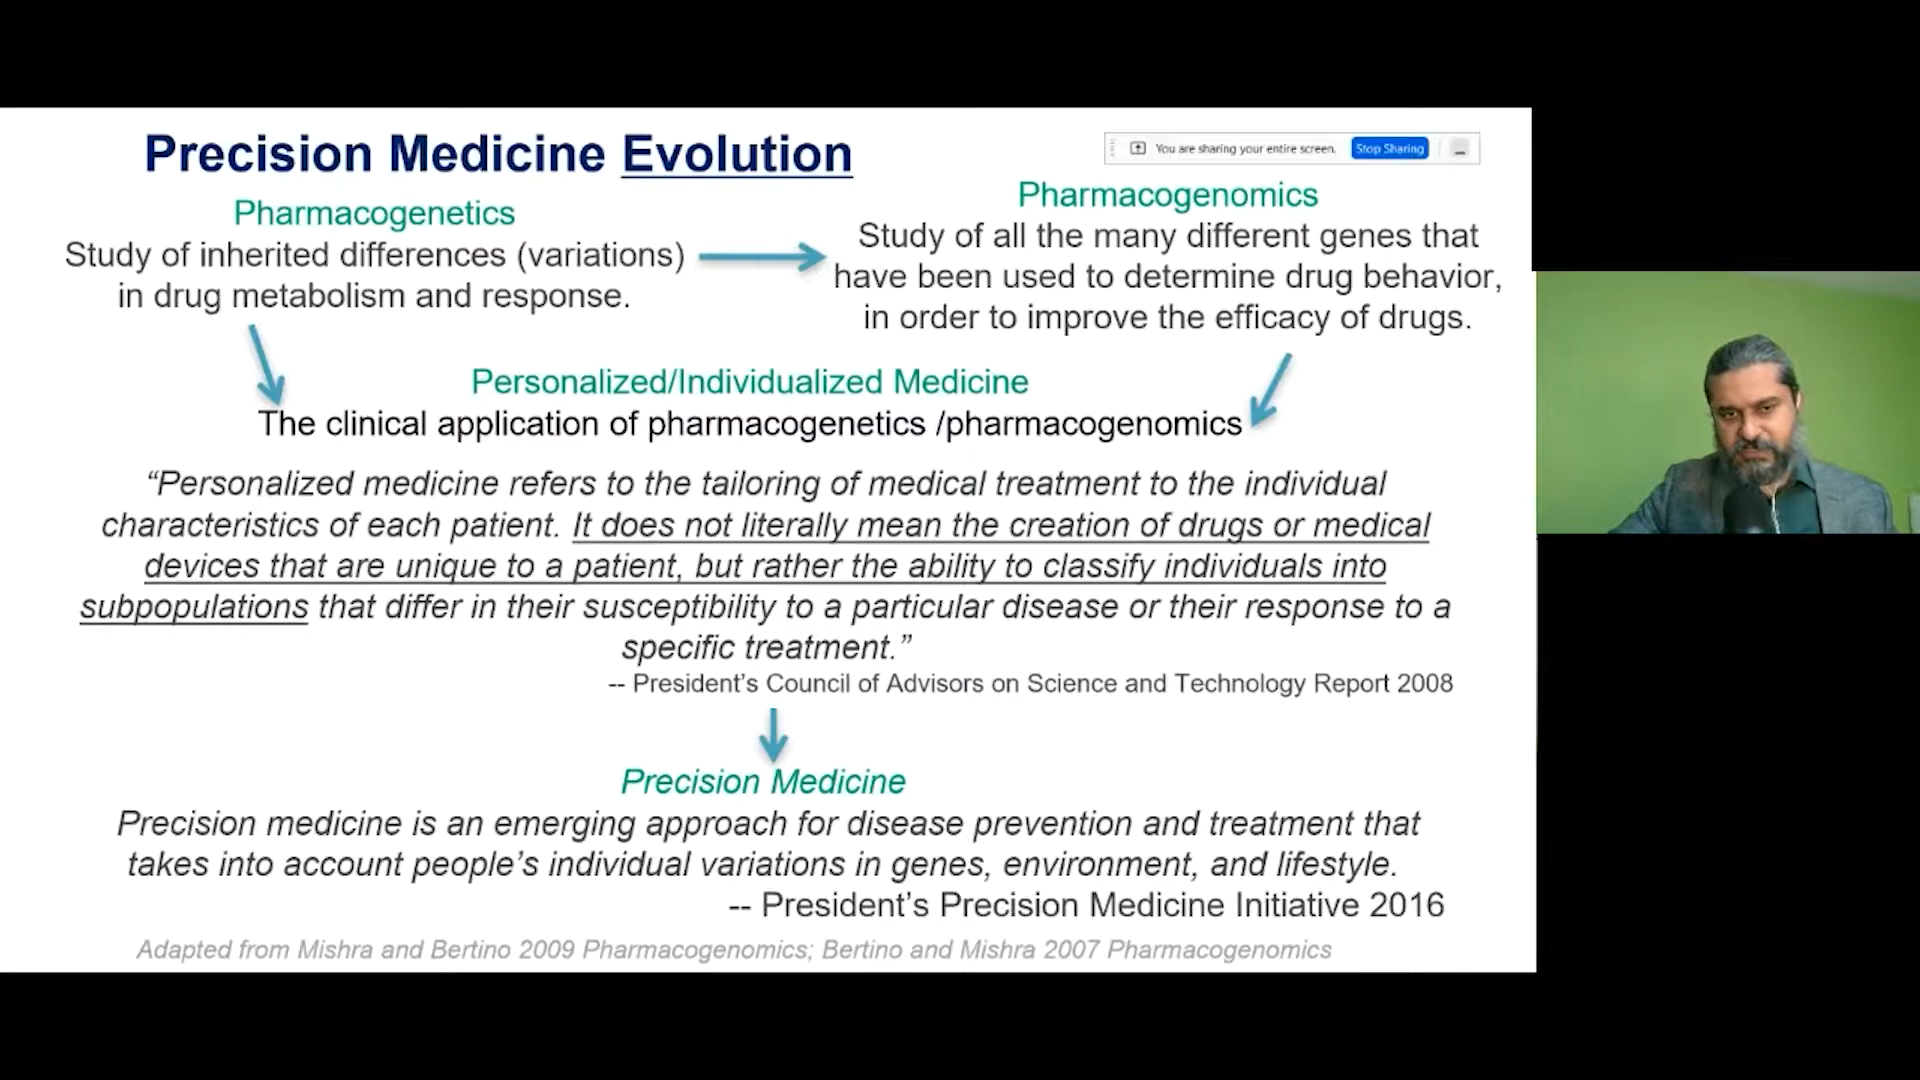 Precision Medicine Evolution
You are sharing your entire screen. Stop Sharing
Pharmacogenetics
Study of inherited differences (variations)
in drug metabolism and response.
Pharmacogenomics
Study of all the many different genes that
have been used to determine drug behavior,
in order to improve the efficacy of drugs.
Personalized/Individualized Medicine
The clinical application of pharmacogenetics /pharmacogenomics
“Personalized medicine refers to the tailoring of medical treatment to the individual
characteristics of each patient. It does not literally mean the creation of drugs or medical
devices that are unique to a patient, but rather the ability to classify individuals into
subpopulations that differ in their susceptibility to a particular disease or their response to a
specific treatment.”
-- President’s Council of Advisors on Science and Technology Report 2008
Precision Medicine
Precision medicine is an emerging approach for disease prevention and treatment that
takes into account people’s individual variations in genes, environment, and lifestyle.
-- President’s Precision Medicine Initiative 2016
Adapted from Mishra and Bertino 2009 Pharmacogenomics; Bertino and Mishra 2007 Pharmacogenomics